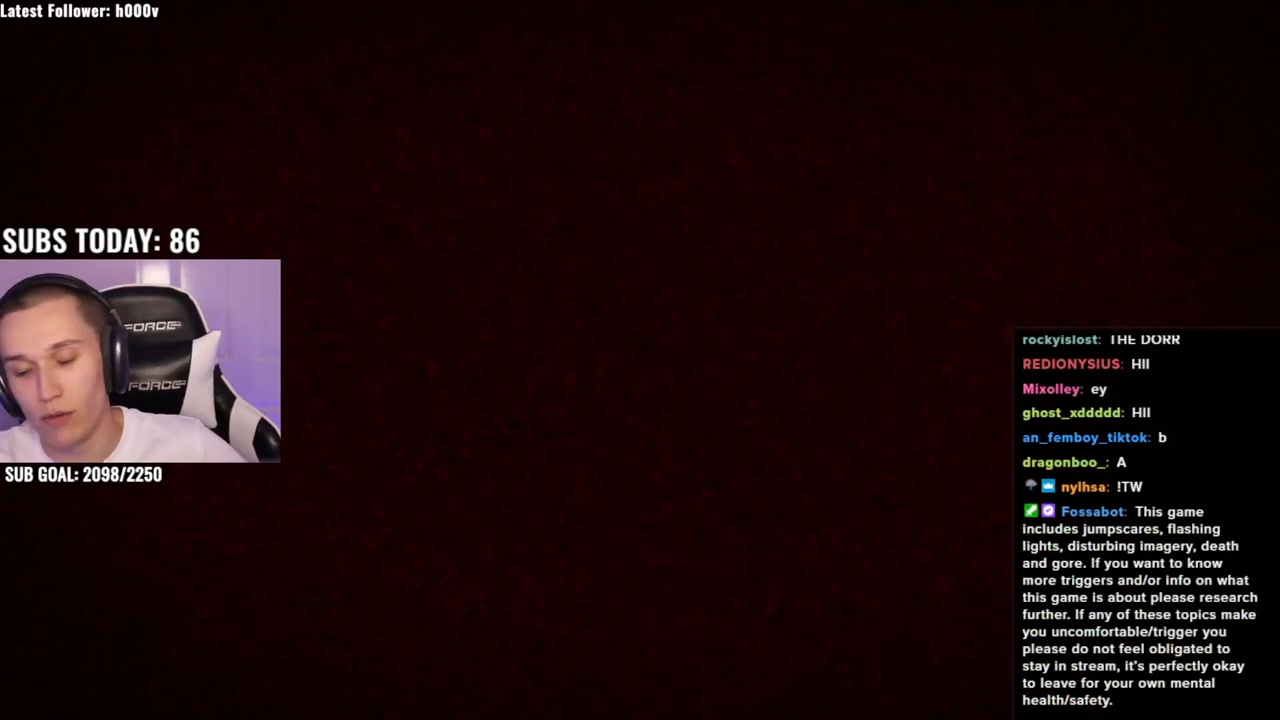 Latest Follower: h000v
SUBS TODAY: 86
FORCE
FORCE
SUB GOAL: 2098/2250
rockyislost: THE DORR
REDIONYSIUS: HII
Mixolley: ey
ghost_xddddd: HII
an_femboy_tiktok: b
dragonboo_: A
nylhsa: !TW
Fossabot: This game
includes jumpscares, flashing
lights, disturbing imagery, death
and gore. If you want to know
more triggers and/or info on what
this game is about please research
further. If any of these topics make
you uncomfortable/trigger you
please do not feel obligated to
stay in stream, it's perfectly okay
to leave for your own mental
health/safety.